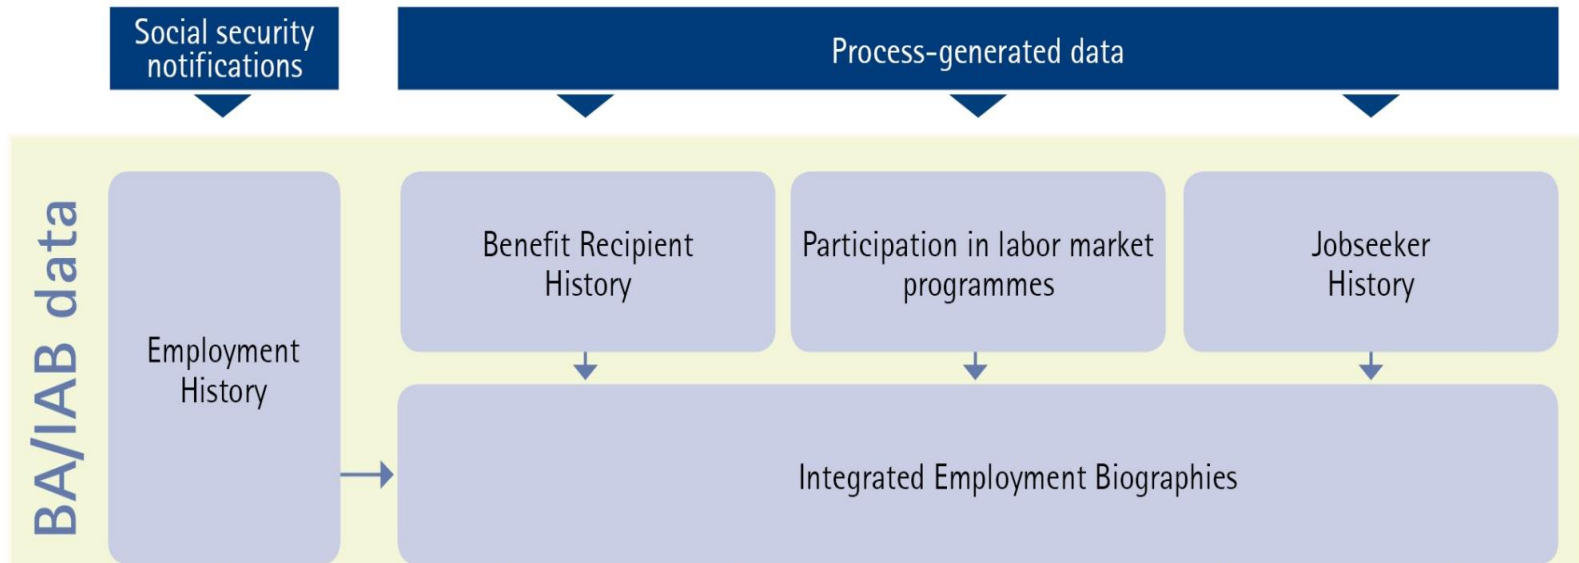 Social security
notifications
Process-generated data
BA/IAB data
Employment
History
Benefit Recipient
History
Participation in labor market
programmes
Jobseeker
History
Integrated Employment Biographies